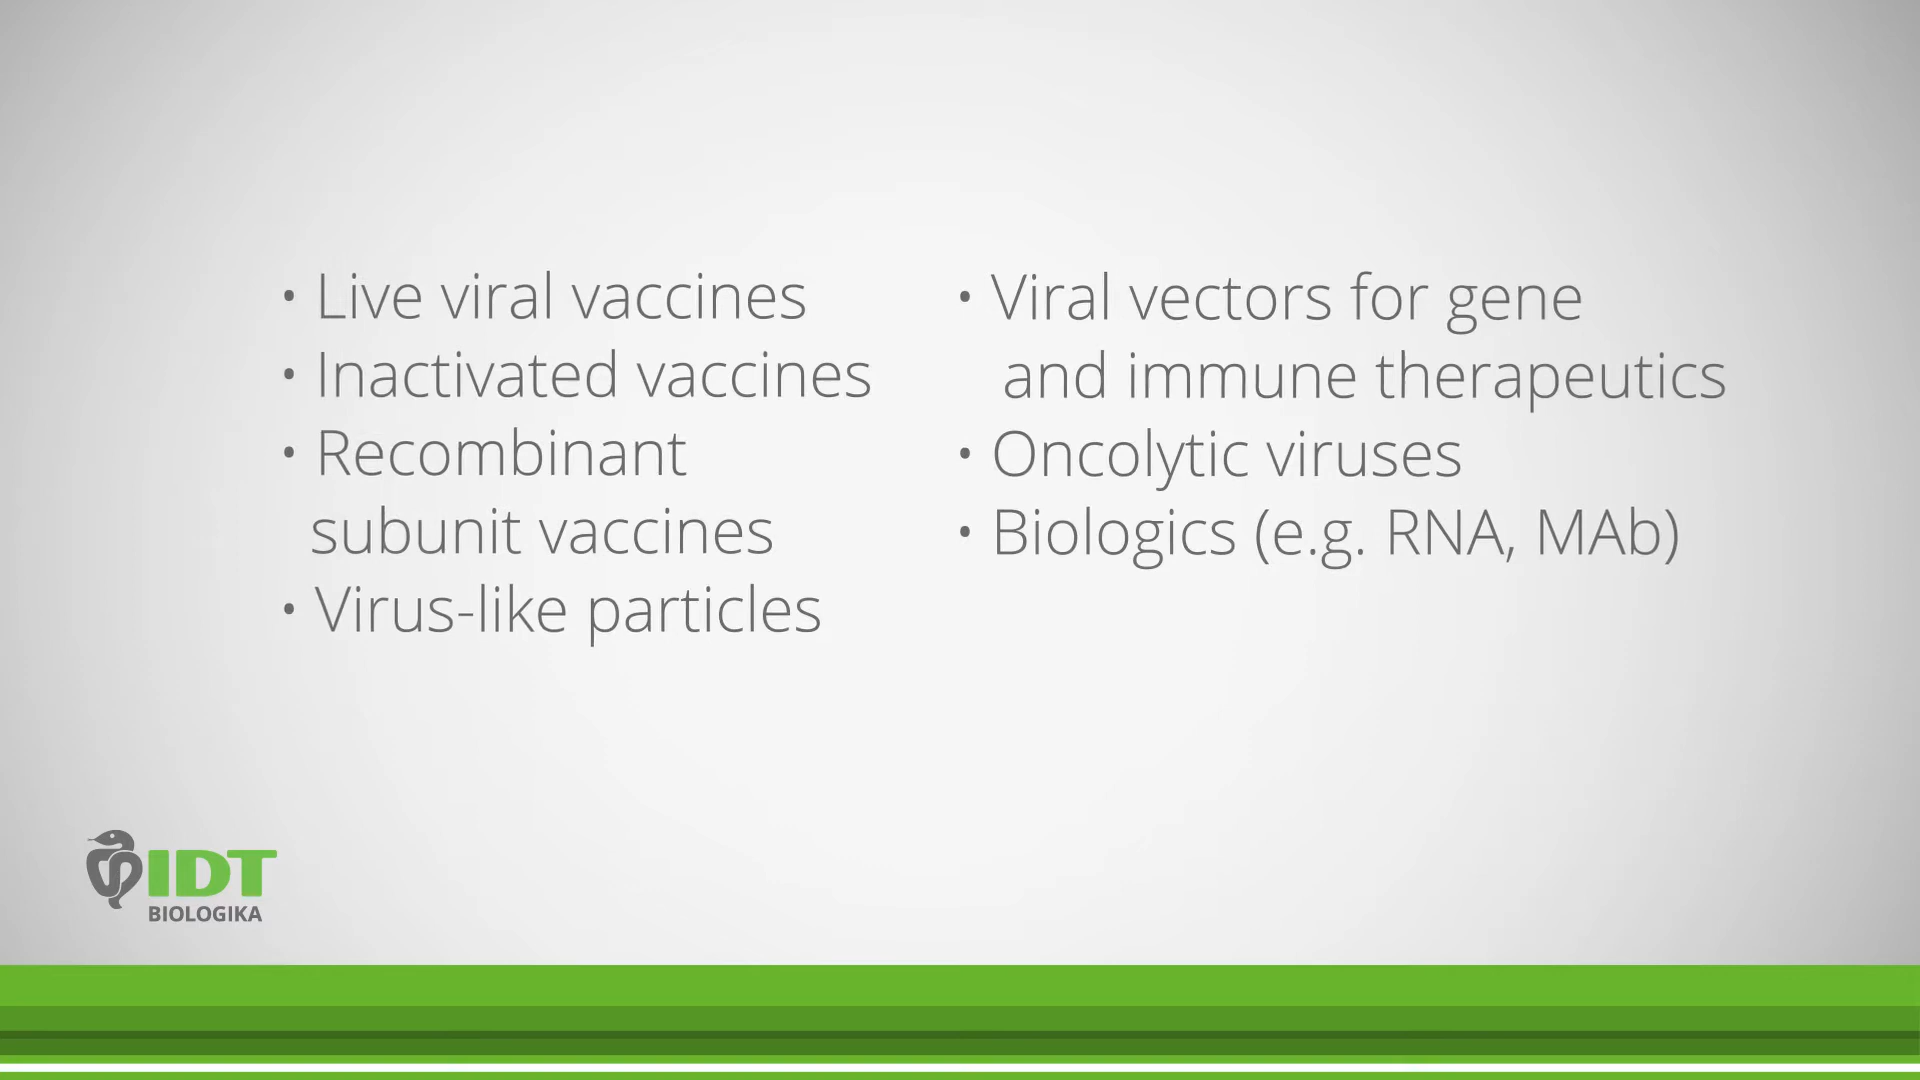 • Live viral vaccines
• Inactivated vaccines
• Recombinant
subunit vaccines
• Virus-like particles
• Viral vectors for gene
and immune therapeutics
• Oncolytic viruses
• Biologics (e.g. RNA, MAb)
IDT
BIOLOGIKA